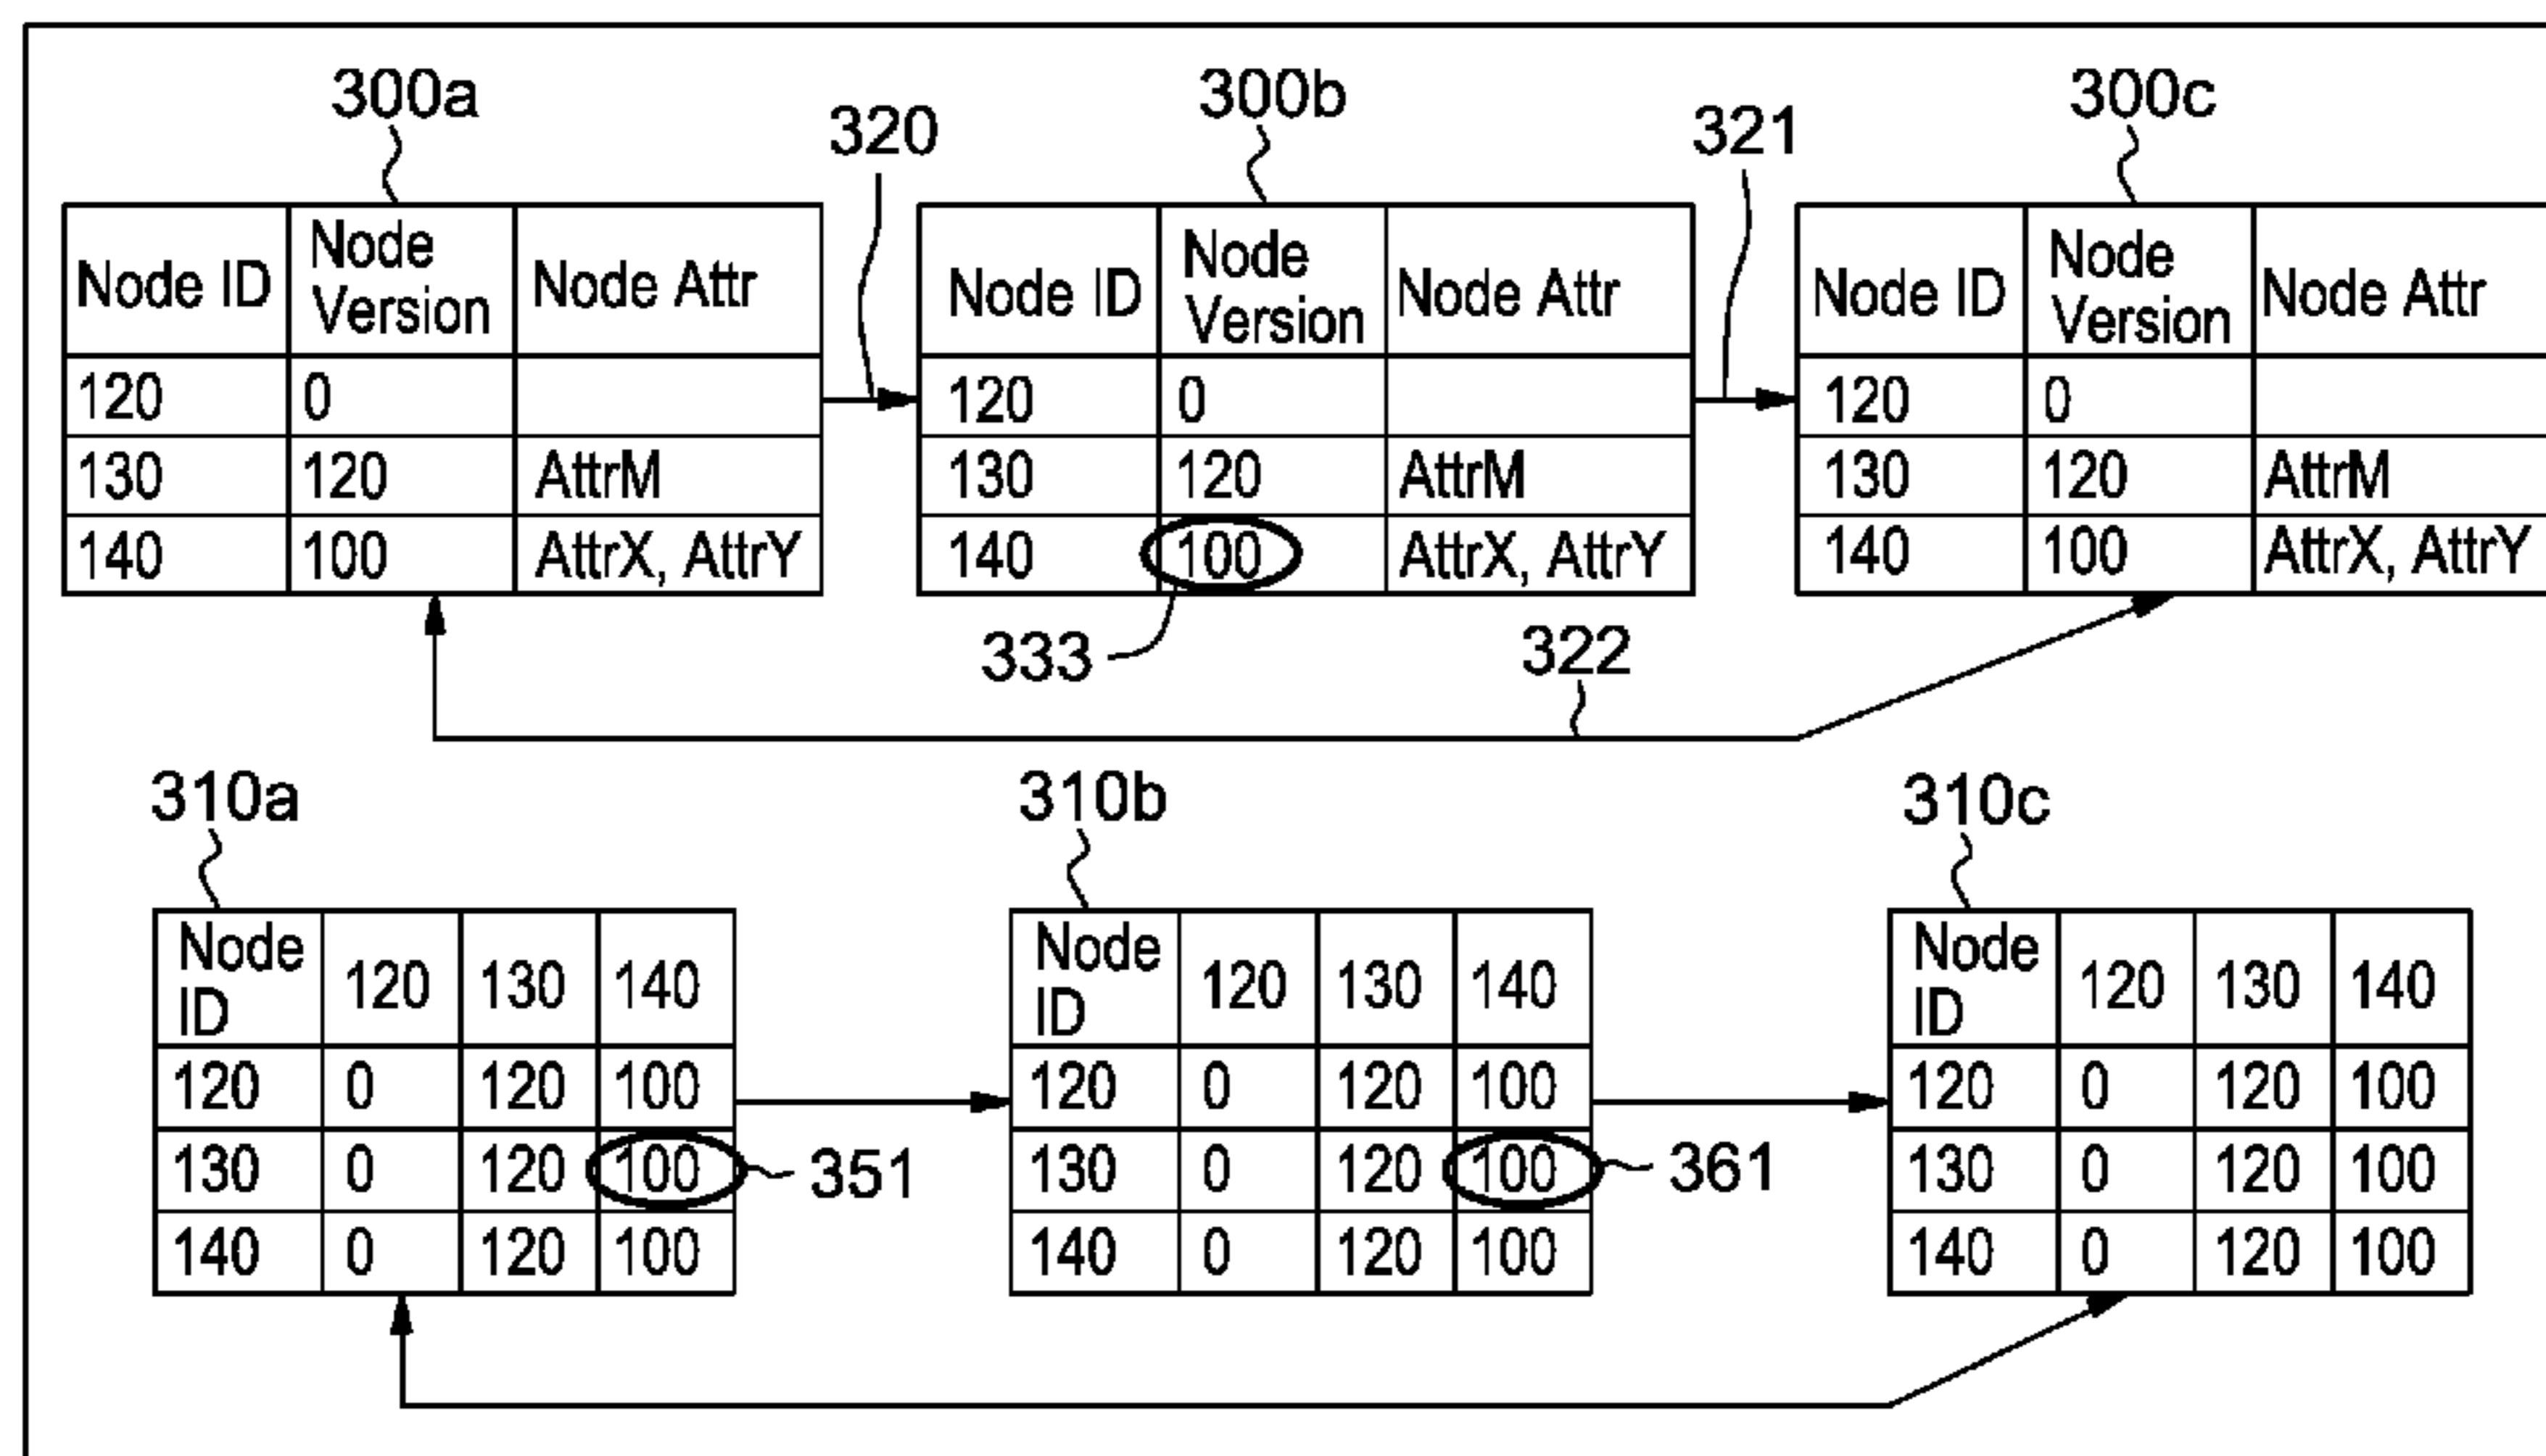 300a 320 300b 321 300c
Node ID Node Version Node Attr
120 0
130 120 AttrM
140 100 AttrX, AttrY
Node ID Node Version Node Attr
120 0
130 120 AttrM
140 100 AttrX, AttrY
333
Node ID Node Version Node Attr
120 0
130 120 AttrM
140 100 AttrX, AttrY
322
310a 310b 310c
Node ID 120 130 140
120 0 120 100
130 0 120 100 351
140 0 120 100
Node ID 120 130 140
120 0 120 100
130 0 120 100 361
140 0 120 100
Node ID 120 130 140
120 0 120 100
130 0 120 100
140 0 120 100